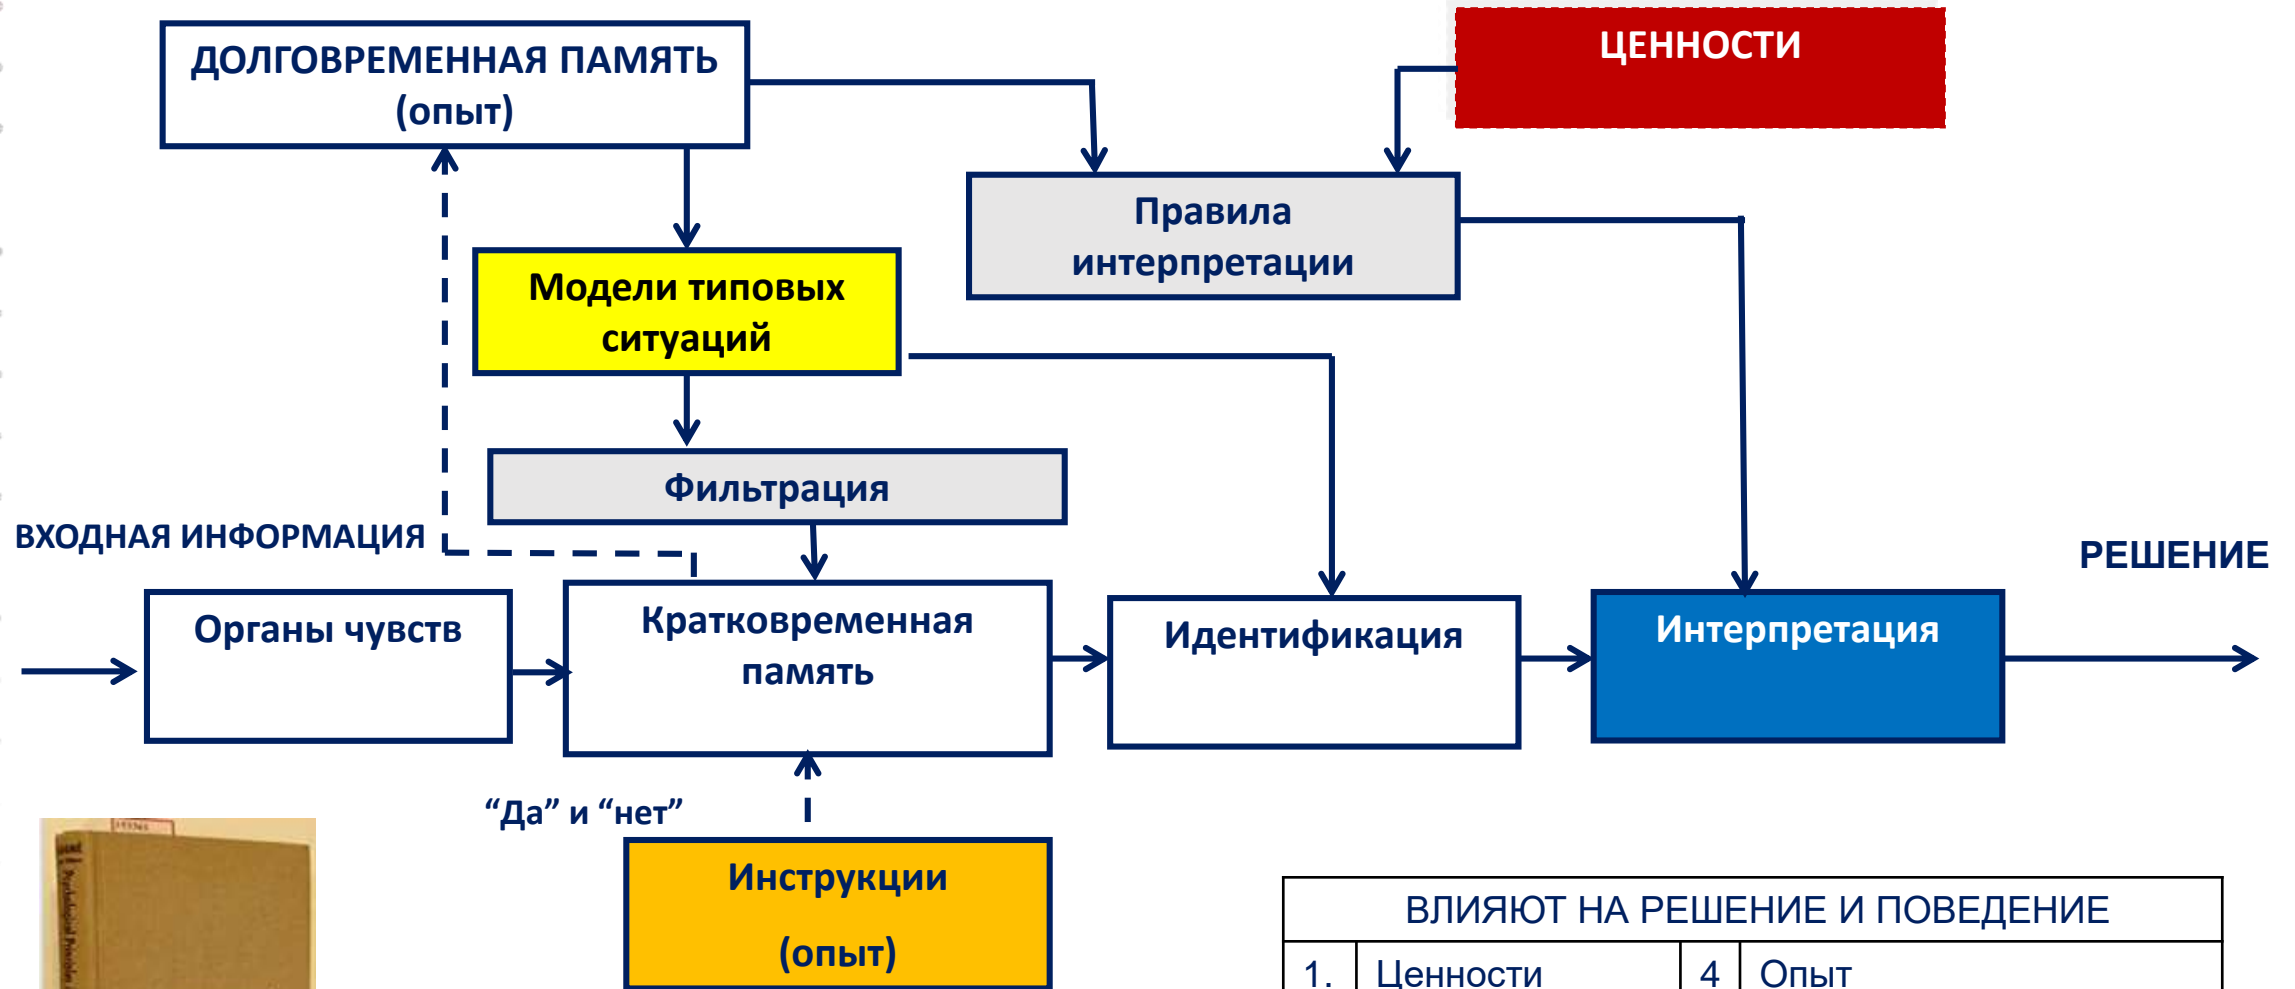 ДОЛГОВРЕМЕННАЯ ПАМЯТЬ
(опыт)
ЦЕННОСТИ
Правила
интерпретации
Модели типовых
ситуаций
Фильтрация
ВХОДНАЯ ИНФОРМАЦИЯ
РЕШЕНИЕ
Органы чувств
Кратковременная
память
Идентификация
Интерпретация
“Да” и “нет”
Инструкции
(опыт)
ВЛИЯЮТ НА РЕШЕНИЕ И ПОВЕДЕНИЕ
1. Ценности 4 Опыт